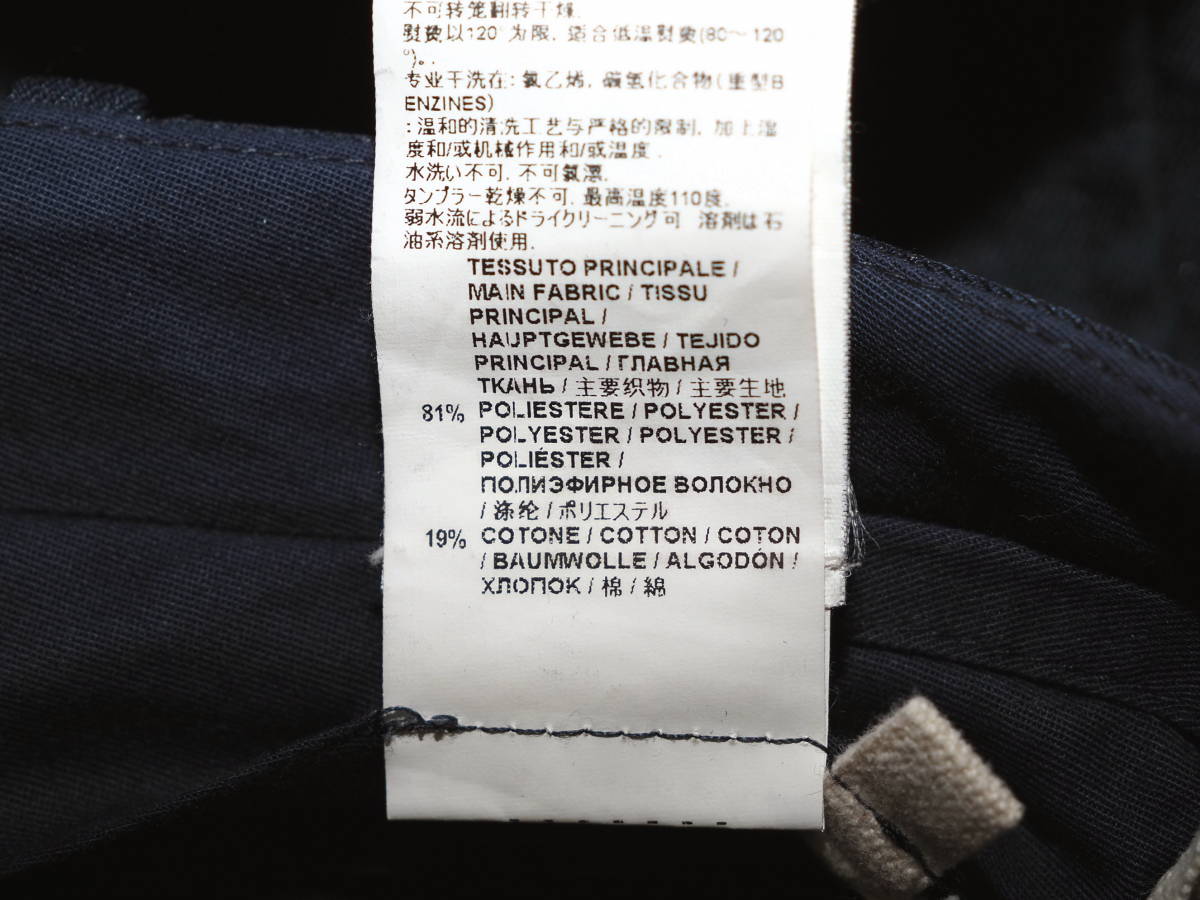 不可转笼翻转干燥.
熨烫以120°为限, 适合低温熨烫(80～120
°).
专业干洗在: 氯乙烯, 碳氢化合物(重型B
ENZINES)
: 温和的清洗工艺与严格的限制, 加上湿
度和/或机械作用和/或温度.
水洗い不可, 不可氯漂.
タンブラー乾燥不可, 最高温度110度,
弱水流によるドライクリーニング可 溶剤は石
油系溶剤使用.
TESSUTO PRINCIPALE /
MAIN FABRIC / TISSU
PRINCIPAL /
HAUPTGEWEBE / TEJIDO
PRINCIPAL / ГЛАВНАЯ
ТКАНЬ / 主要织物 / 主要生地
81% POLIESTERE / POLYESTER /
POLYESTER / POLYESTER /
POLIÉSTER /
ПОЛИЭФИРНОЕ ВОЛОКНО
/ 涤纶 / ポリエステル
19% COTONE / COTTON / COTON
/ BAUMWOLLE / ALGODÓN /
ХЛОПОК / 棉 / 綿